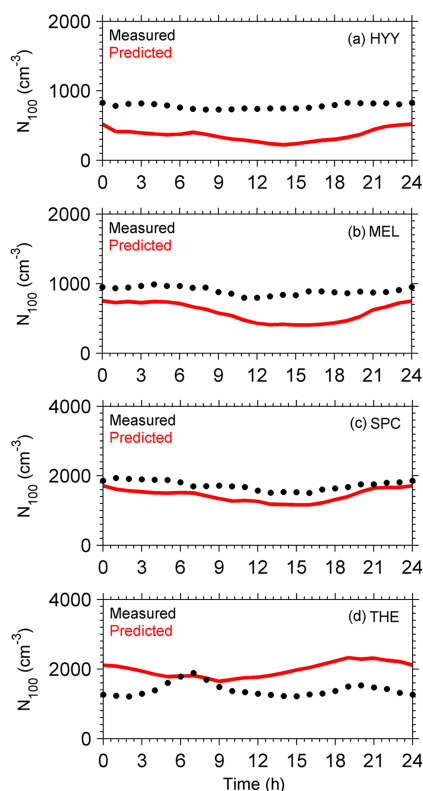 Measured (a) HYY
Predicted
N100 (cm-3)
2000
1000
0
0 3 6 9 12 15 18 21 24
Measured (b) MEL
Predicted
N100 (cm-3)
2000
1000
0
0 3 6 9 12 15 18 21 24
Measured (c) SPC
Predicted
N100 (cm-3)
4000
2000
0
0 3 6 9 12 15 18 21 24
Measured (d) THE
Predicted
N100 (cm-3)
4000
2000
0
0 3 6 9 12 15 18 21 24
Time (h)